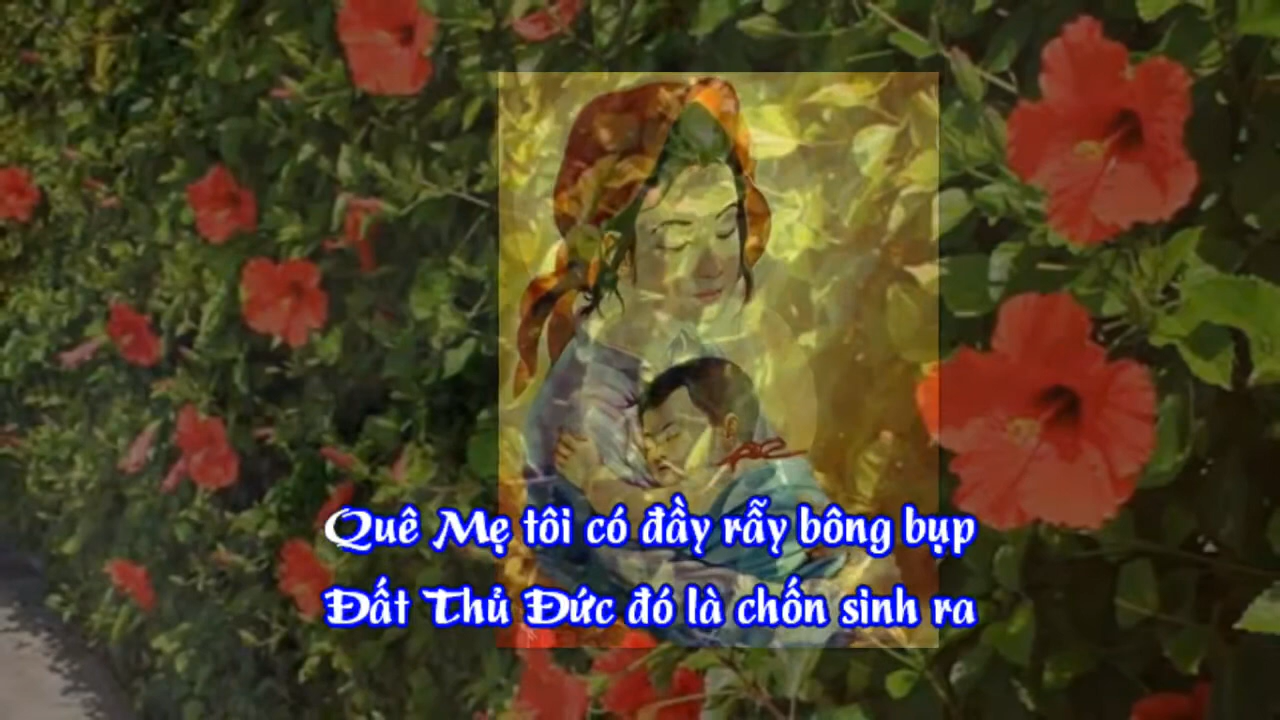 Quê Mẹ tôi có đầy rẫy bông bụp
Đất Thủ Đức đó là chốn sinh ra